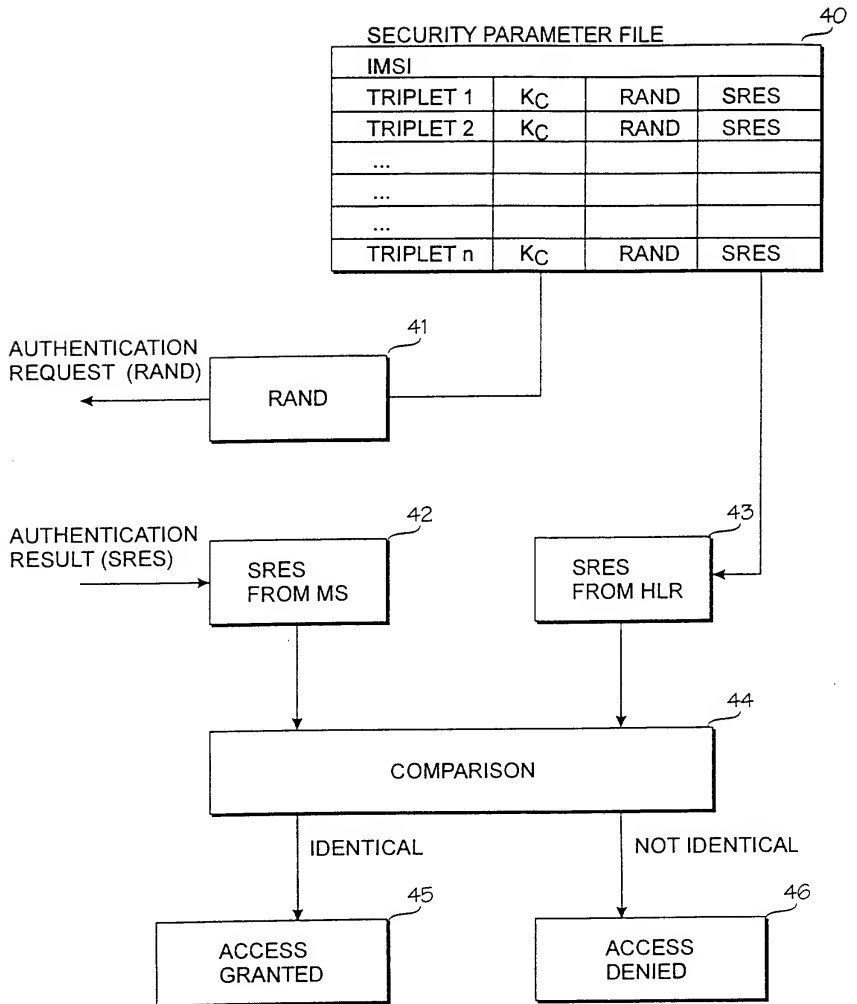 40
SECURITY PARAMETER FILE
IMSI
TRIPLET 1 KC RAND SRES
TRIPLET 2 KC RAND SRES
...
...
...
TRIPLET n KC RAND SRES
41
AUTHENTICATION
REQUEST (RAND)
RAND
42
43
AUTHENTICATION
RESULT (SRES)
SRES
FROM MS
SRES
FROM HLR
44
COMPARISON
IDENTICAL
NOT IDENTICAL
45
46
ACCESS
GRANTED
ACCESS
DENIED